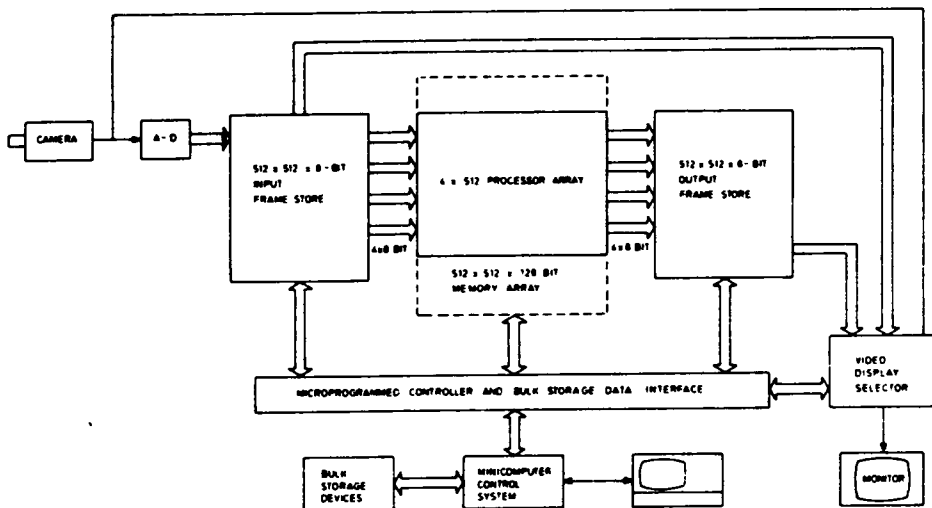 CAMERA
A-D
512 x 512 x 8-BIT
INPUT
FRAME STORE
4x8 BIT
4 x 512 PROCESSOR ARRAY
512 x 512 x 128 BIT
MEMORY ARRAY
4x8 BIT
512 x 512 x 8-BIT
OUTPUT
FRAME STORE
VIDEO
DISPLAY
SELECTOR
MICROPROGRAMMED CONTROLLER AND BULK STORAGE DATA INTERFACE
BULK
STORAGE
DEVICES
MINICOMPUTER
CONTROL
SYSTEM
MONITOR